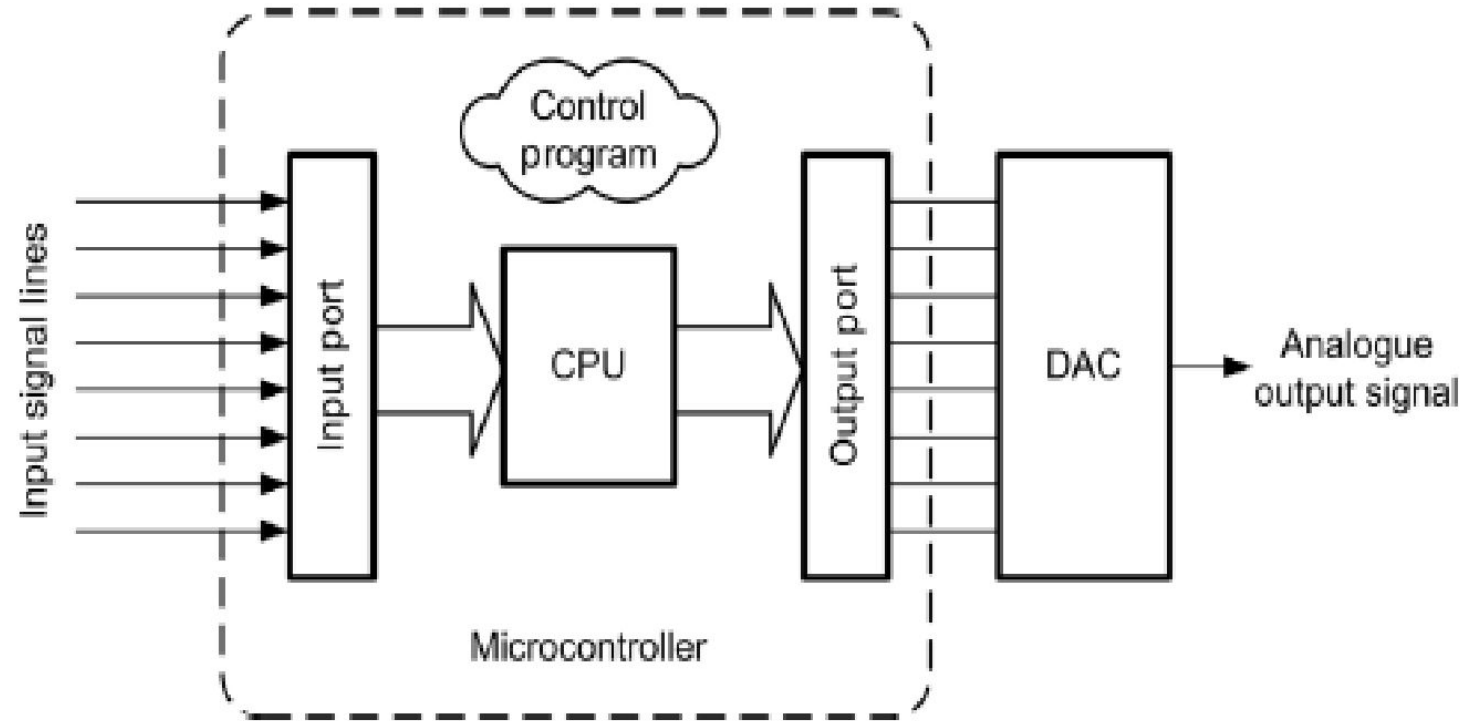 Control
program
Input signal lines
Input port
CPU
Output port
DAC
Analogue
output signal
Microcontroller